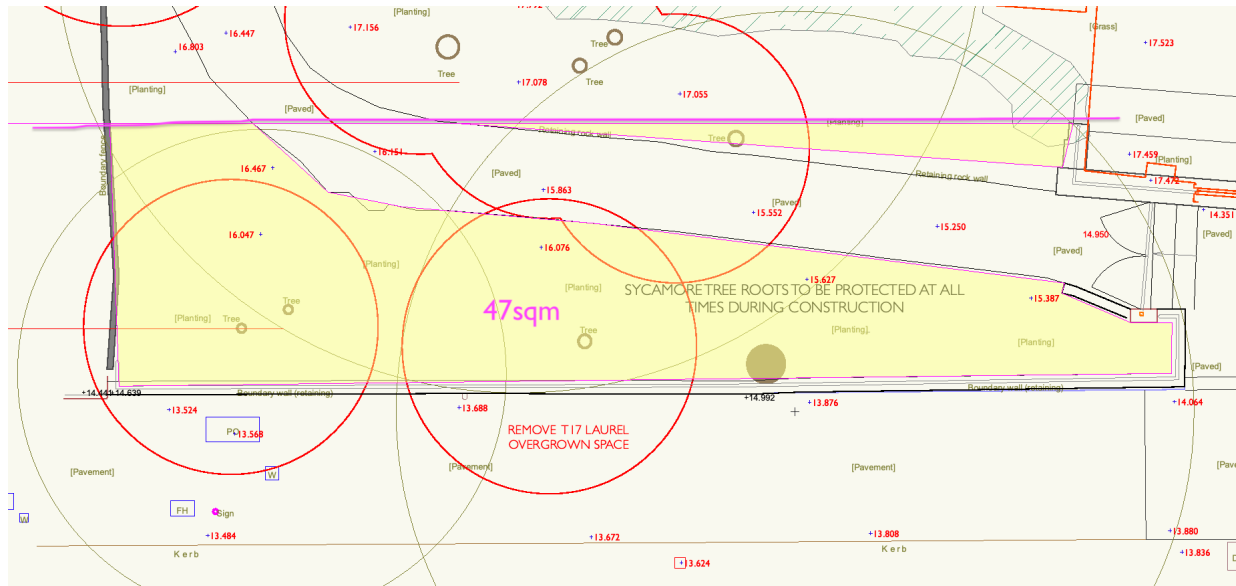 [Planting]
17.156
16.447
16.803
Tree
Tree
Tree
[Grass]
17.523
17.078
17.055
[Planting]
[Paved]
[Planting]
[Paved]
Retaining rock wall
Tree
Boundary fence
16.151
16.467
[Paved]
15.863
17.459
[Planting]
Retaining rock wall
17.472
[Paved]
15.552
14.351
16.047
16.076
15.250
14.950
[Paved]
[Paved]
[Planting]
15.627
[Planting]
SYCAMORE TREE ROOTS TO BE PROTECTED AT ALL
TIMES DURING CONSTRUCTION
15.387
Tree
47sqm
[Planting]
Tree
Tree
[Planting],
[Planting]
[Paved]
14.639
Boundary wall (retaining)
Boundary wall (retaining)
14.992
13.524
13.688
13.876
14.064
PO
13.568
REMOVE T17 LAUREL
OVERGROWN SPACE
[Pavement]
W
[Pavement]
[Pavement]
FH
Sign
W
13.484
13.672
13.808
13.880
Kerb
Kerb
13.836
13.624